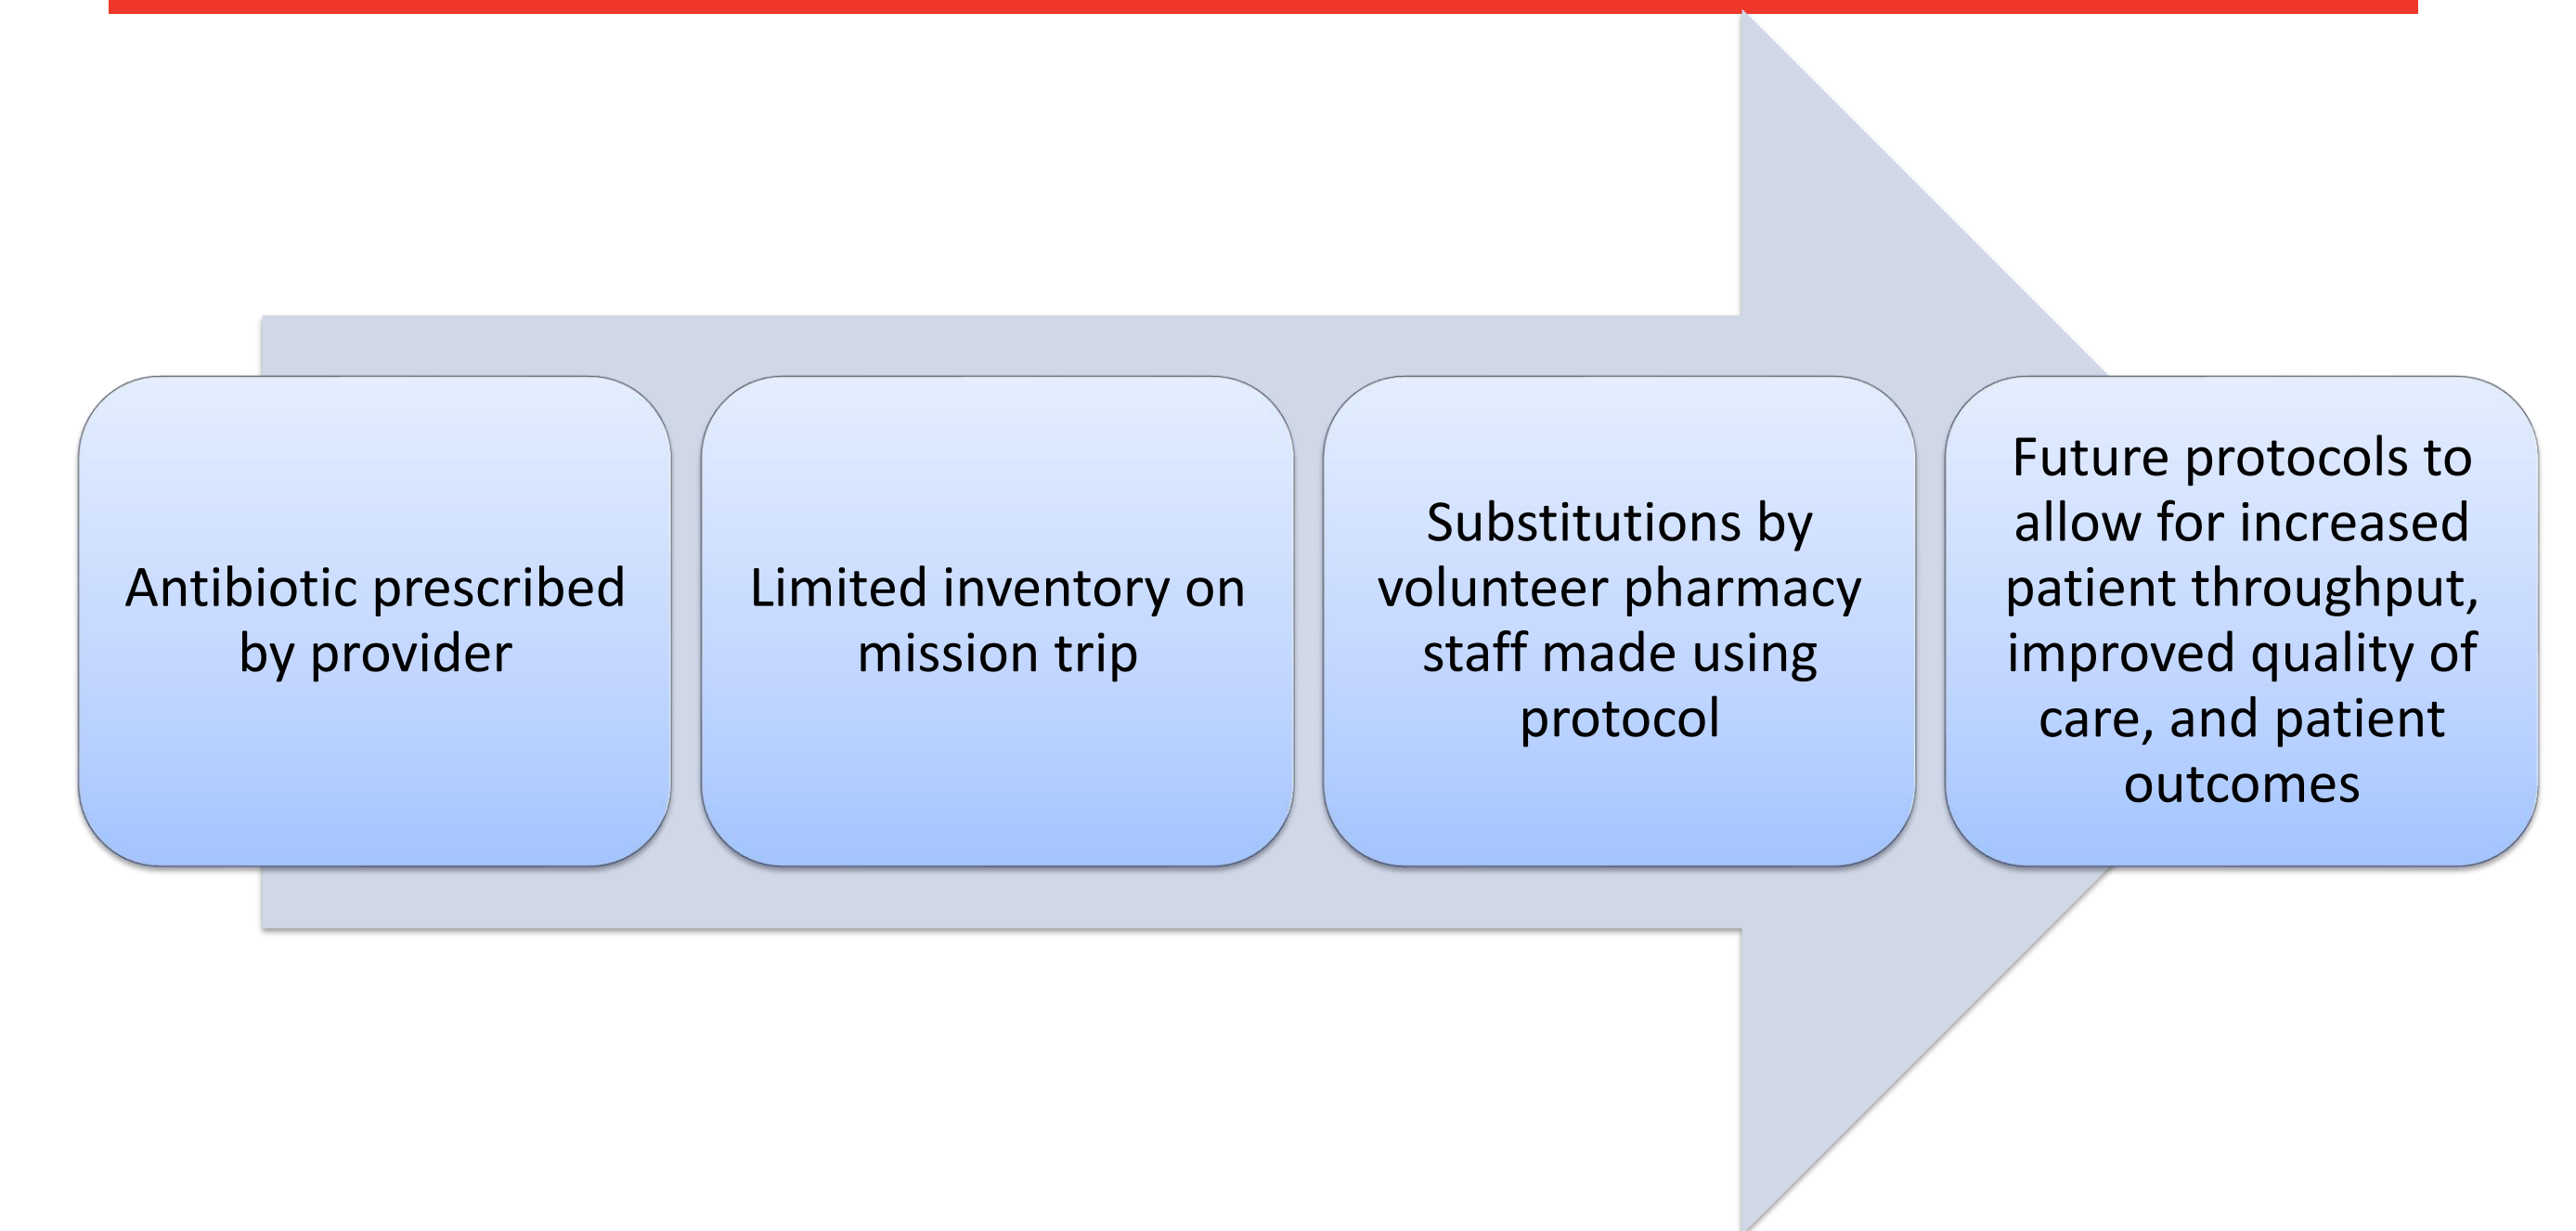 Antibiotic prescribed
by provider
Limited inventory on
mission trip
Substitutions by
volunteer pharmacy
staff made using
protocol
Future protocols to
allow for increased
patient throughput,
improved quality of
care, and patient
outcomes